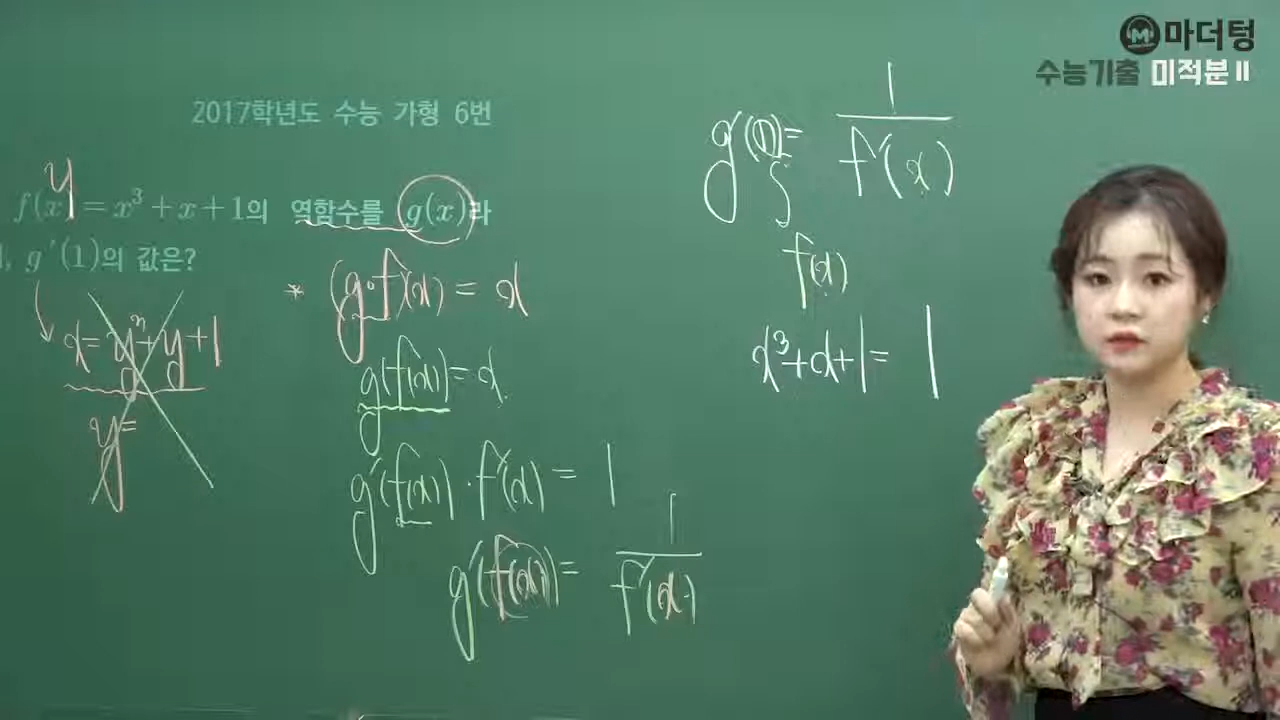 마더텅
수능기출 미적분 II
2017학년도 수능 가형 6번
f(x) = x³ + x + 1의 역함수를 g(x)라
y
g′(1)의 값은?
x = yⁿ + y + 1
y =
* (g∘f)(x) = x
g(f(x)) = x
g′(f(x)) · f′(x) = 1
g′(f(x)) = 1/f′(x)
g′(1) = 1/f′(x)
f(x)
x³ + x + 1 = 1